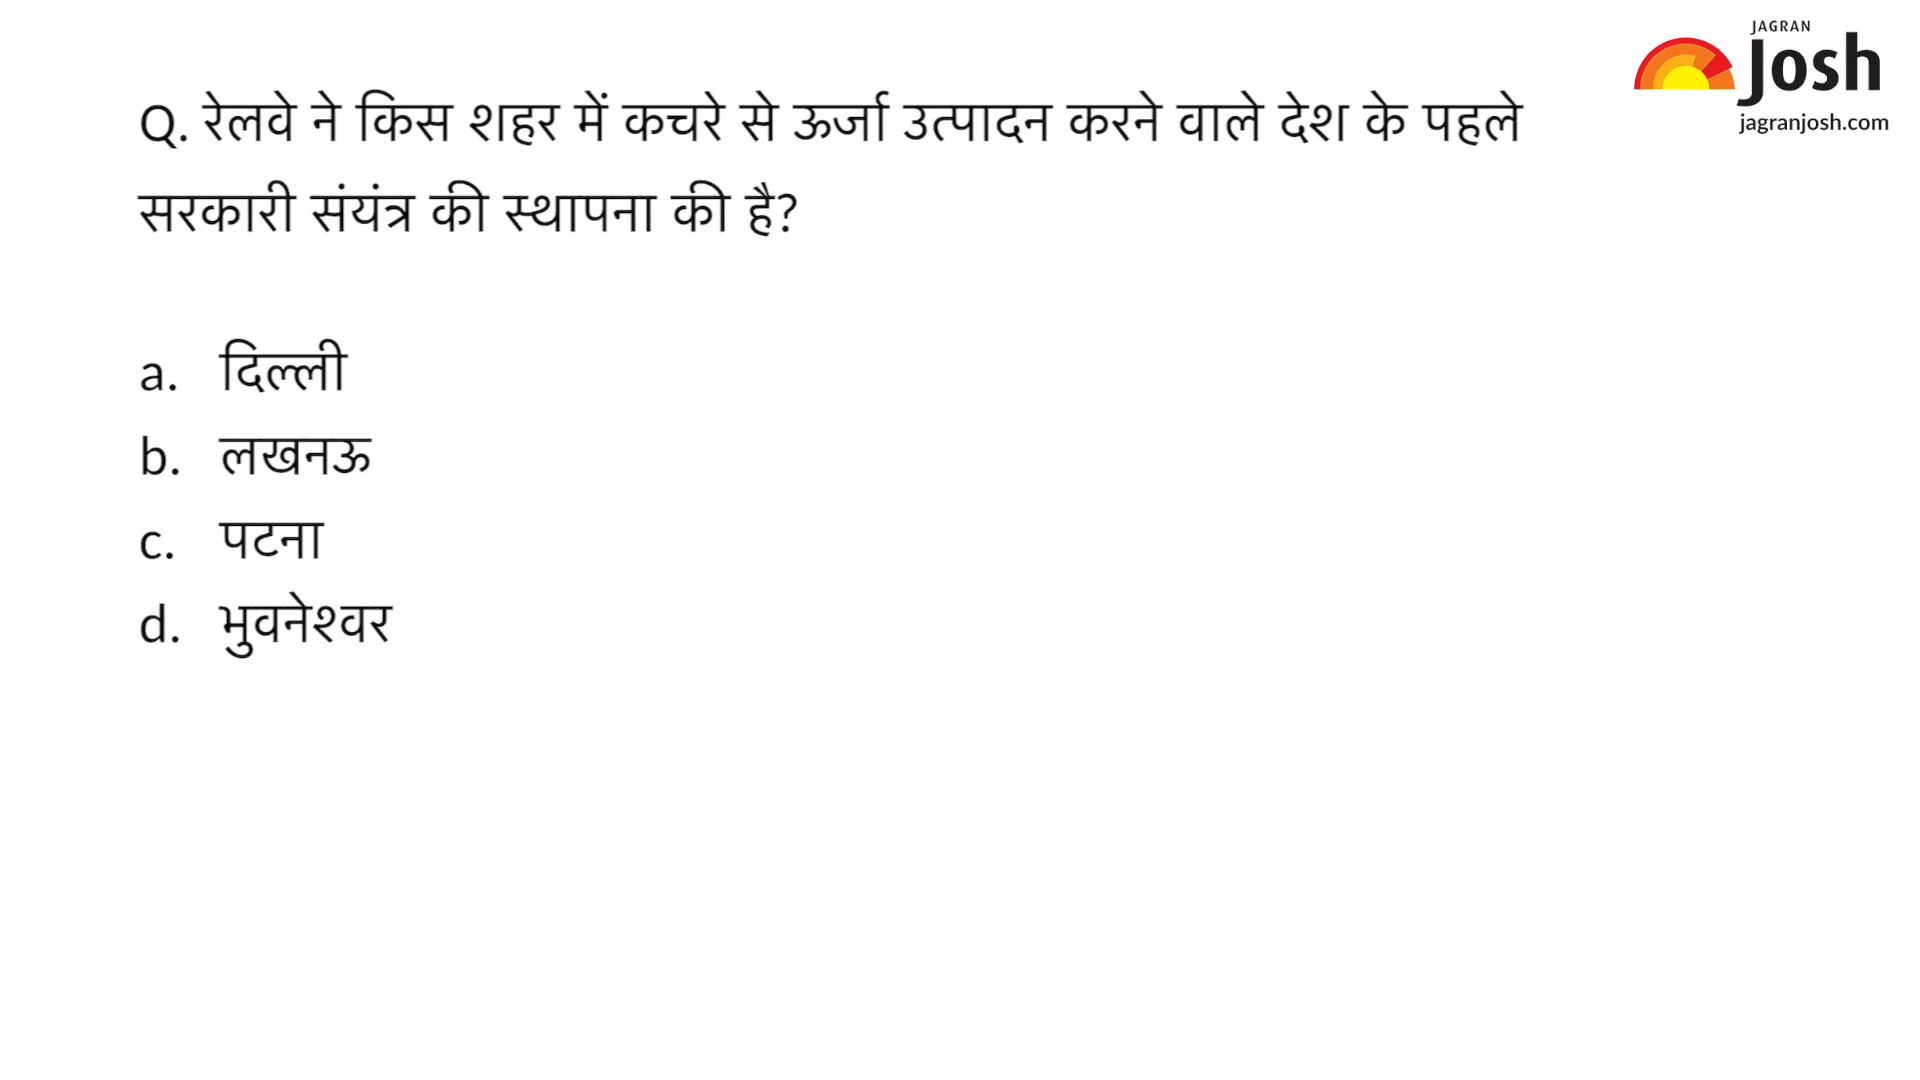 JAGRAN
Josh
jagranjosh.com
Q. रेलवे ने किस शहर में कचरे से ऊर्जा उत्पादन करने वाले देश के पहले
सरकारी संयंत्र की स्थापना की है?
a. दिल्ली
b. लखनऊ
c. पटना
d. भुवनेश्वर